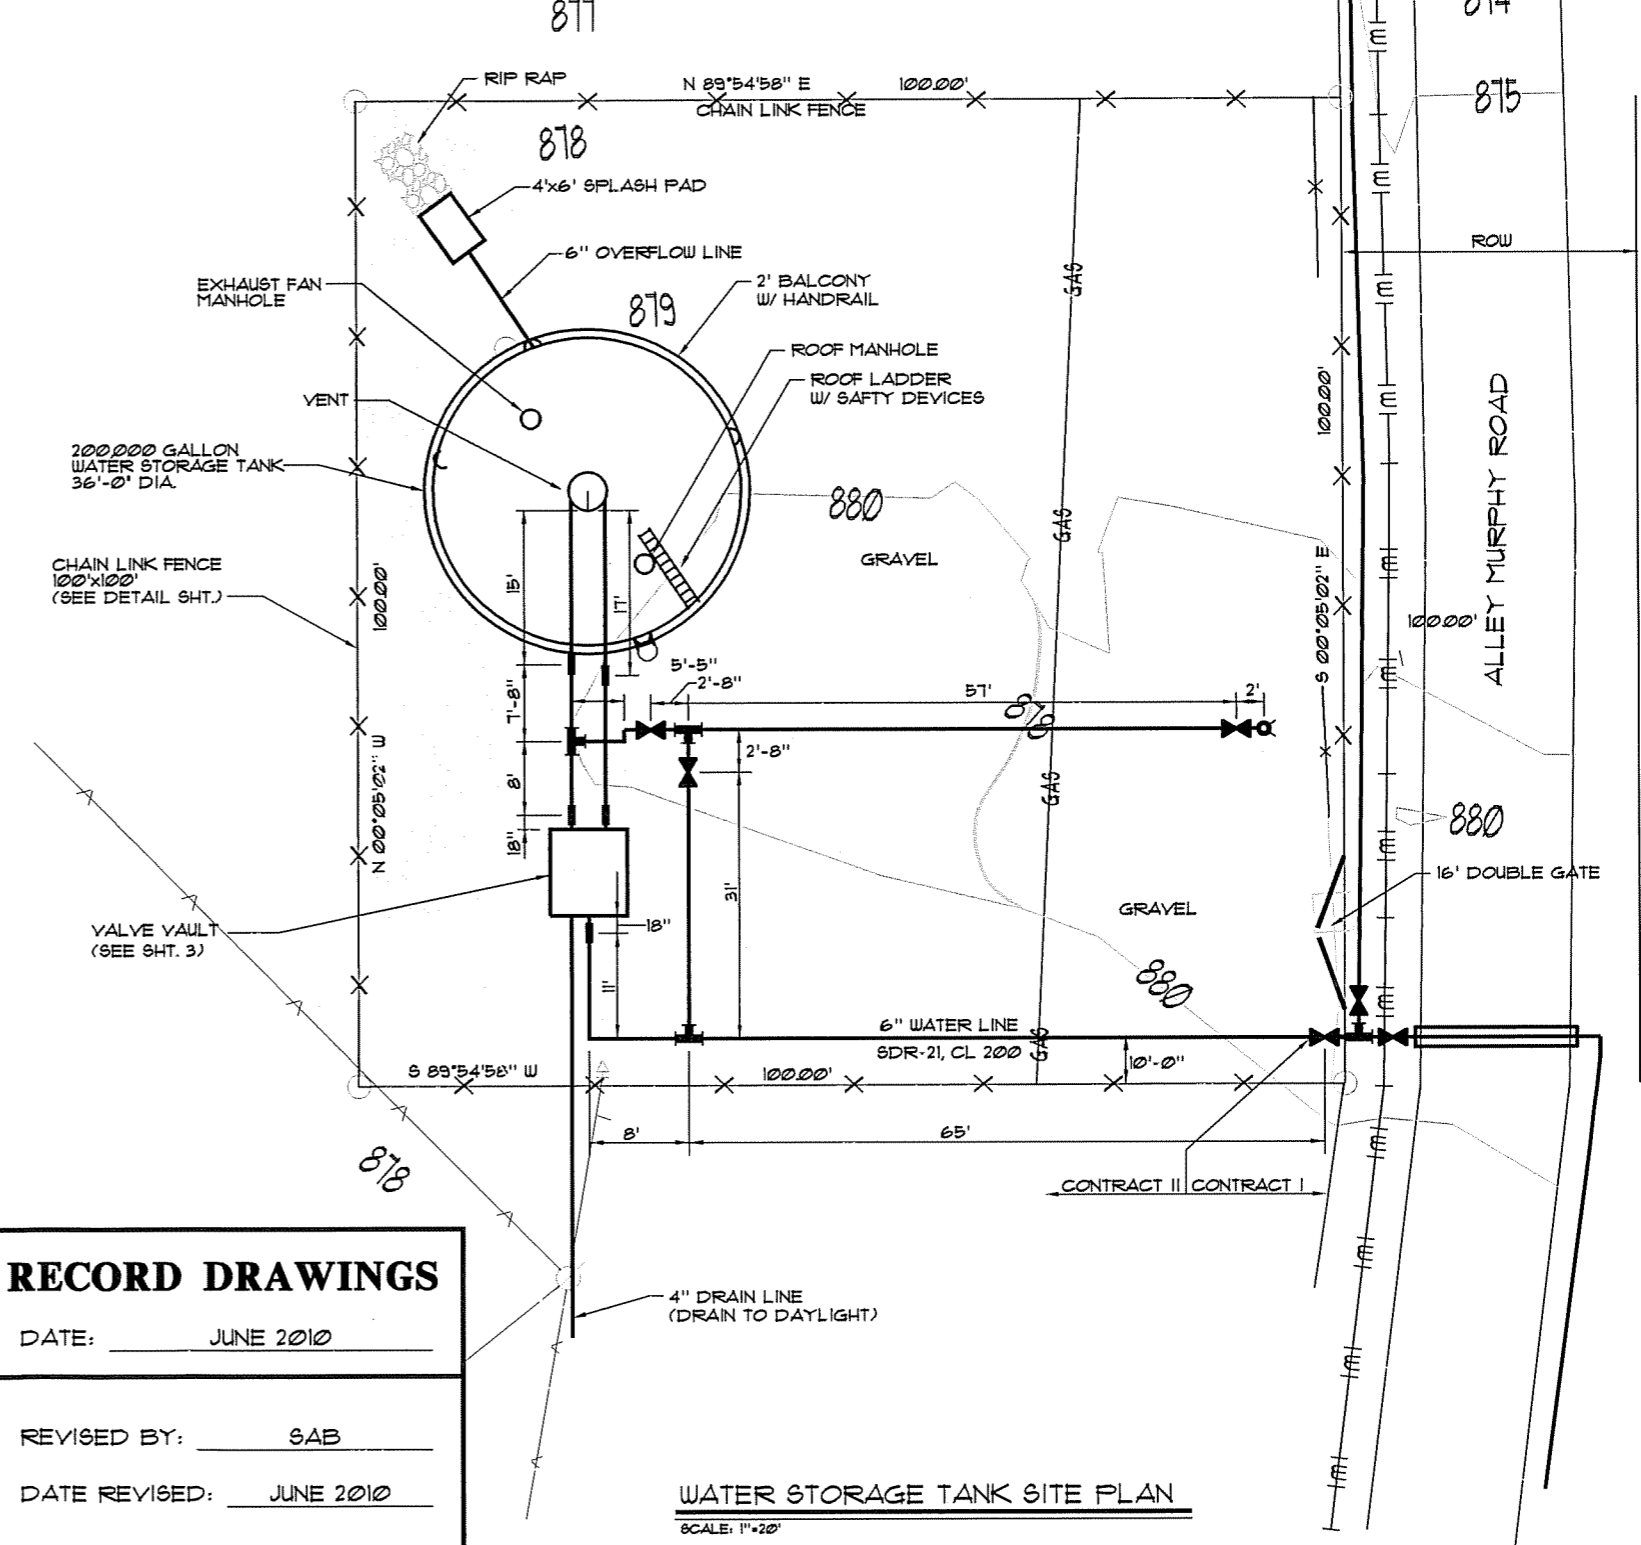 877
874
RIP RAP
N 89°54'58" E
100.00'
CHAIN LINK FENCE
875
878
4'x6' SPLASH PAD
ROW
6" OVERFLOW LINE
EXHAUST FAN
MANHOLE
2' BALCONY
W/ HANDRAIL
GAS
879
ROOF MANHOLE
ROOF LADDER
W/ SAFTY DEVICES
VENT
100.00'
200,000 GALLON
WATER STORAGE TANK
36'-0" DIA.
880
GAS
GRAVEL
ALLEY MURPHY ROAD
CHAIN LINK FENCE
100'x100'
(SEE DETAIL SHT.)
100.00'
15'
17'
S 00°05'02" E
100.00'
5'-5"
2'-8"
57'
2'
7'-8"
2'-8"
8'
GAS
N 00°05'02" W
880
18"
16' DOUBLE GATE
31'
GRAVEL
VALVE VAULT
(SEE SHT. 3)
18"
11'
880
6" WATER LINE
SDR-21, CL 200
GAS
10'-0"
S 89°54'58" W
100.00'
8'
65'
878
CONTRACT II
CONTRACT I
RECORD DRAWINGS
DATE: JUNE 2010
4" DRAIN LINE
(DRAIN TO DAYLIGHT)
REVISED BY: SAB
DATE REVISED: JUNE 2010
WATER STORAGE TANK SITE PLAN
SCALE: 1"=20'